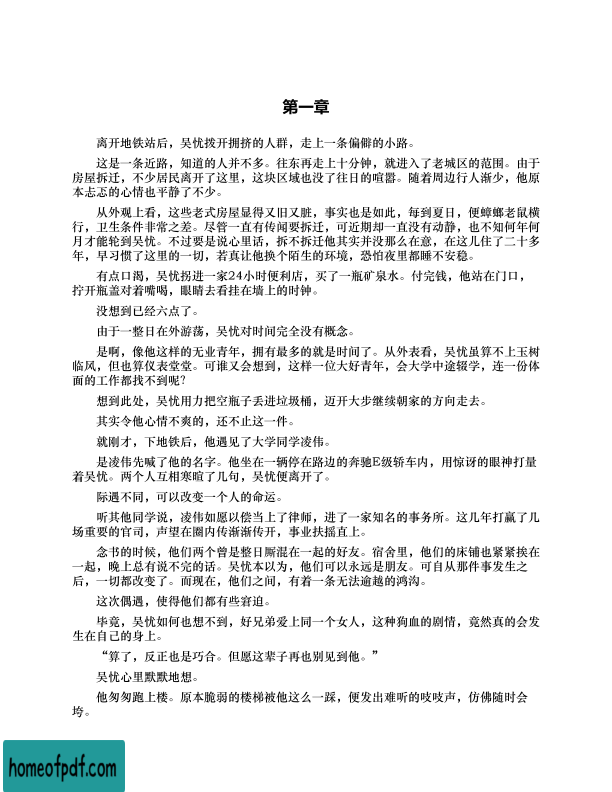 第一章
离开地铁站后，吴忧拨开拥挤的人群，走上一条偏僻的小路。
这是一条近路，知道的人并不多。往东再走上十分钟，就进入了老城区的范围。由于
房屋拆迁，不少居民离开了这里，这块区域也没了往日的喧嚣。随着周边行人渐少，他原
本忐忑的心情也平静了不少。
从外观上看，这些老式房屋显得又旧又脏，事实也是如此，每到夏日，便蟑螂老鼠横
行，卫生条件非常之差。尽管一直有传闻要拆迁，可近期却一直没有动静，也不知何年何
月才能轮到吴忧。不过要是说心里话，拆不拆迁他其实并没那么在意，在这儿住了二十多
年，早习惯了这里的一切，若真让他换个陌生的环境，恐怕夜里都睡不安稳。
有点口渴，吴忧拐进一家24小时便利店，买了一瓶矿泉水。付完钱，他站在门口，
拧开瓶盖对着嘴喝，眼睛去看挂在墙上的时钟。
没想到已经六点了。
由于一整日在外游荡，吴忧对时间完全没有概念。
是啊，像他这样的无业青年，拥有最多的就是时间了。从外表看，吴忧虽算不上玉树
临风，但也算仪表堂堂。可谁又会想到，这样一位大好青年，会大学中途辍学，连一份体
面的工作都找不到呢？
想到此处，吴忧用力把空瓶子丢进垃圾桶，迈开大步继续朝家的方向走去。
其实令他心情不爽的，还不止这一件。
就刚才，下地铁后，他遇见了大学同学凌伟。
是凌伟先喊了他的名字。他坐在一辆停在路边的奔驰E级轿车内，用惊讶的眼神打量
着吴忧。两个人互相寒暄了几句，吴忧便离开了。
际遇不同，可以改变一个人的命运。
听其他同学说，凌伟如愿以偿当上了律师，进了一家知名的事务所。这几年打赢了几
场重要的官司，声望在圈内传渐渐传开，事业扶摇直上。
念书的时候，他们两个曾是整日厮混在一起的好友。宿舍里，他们的床铺也紧紧挨在
一起，晚上总有说不完的话。吴忧本以为，他们可以永远是朋友。可自从那件事发生之
后，一切都改变了。而现在，他们之间，有着一条无法逾越的鸿沟。
这次偶遇，使得他们都有些窘迫。
毕竟，吴忧如何也想不到，好兄弟爱上同一个女人，这种狗血的剧情，竟然真的会发
生在自己的身上。
“算了，反正也是巧合。但愿这辈子再也别见到他。”
吴忧心里默默地想。
他匆匆跑上楼。原本脆弱的楼梯被他这么一踩，便发出难听的吱吱声，仿佛随时会
垮。
homeofpdf.com